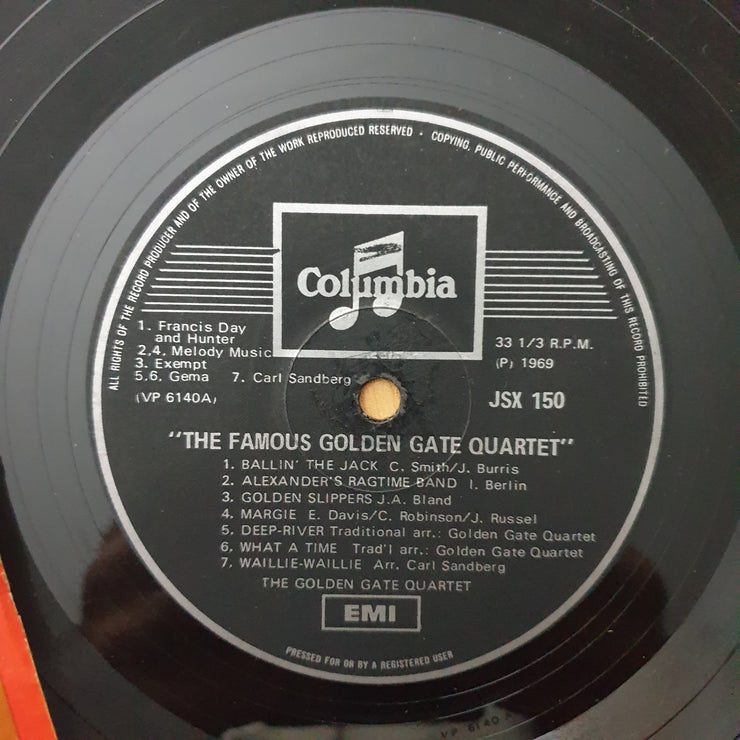 ALL RIGHTS OF THE RECORD PRODUCER AND OF THE OWNER OF THE WORK REPRODUCED RESERVED · COPYING, PUBLIC PERFORMANCE AND BROADCASTING OF THIS RECORD PROHIBITED
Columbia
1. Francis Day
and Hunter
2,4. Melody Music
3. Exempt
5.6. Gema 7. Carl Sandberg
(VP 6140A)
33 1/3 R.P.M.
(P) 1969
JSX 150
"THE FAMOUS GOLDEN GATE QUARTET"
1. BALLIN' THE JACK C. Smith/J. Burris
2. ALEXANDER'S RAGTIME BAND I. Berlin
3. GOLDEN SLIPPERS J.A. Bland
4. MARGIE E. Davis/C. Robinson/J. Russel
5. DEEP-RIVER Traditional arr.: Golden Gate Quartet
6. WHAT A TIME Trad'l arr.: Golden Gate Quartet
7. WAILLIE-WAILLIE Arr. Carl Sandberg
THE GOLDEN GATE QUARTET
EMI
PRESSED FOR OR BY A REGISTERED USER
VP 6140 A